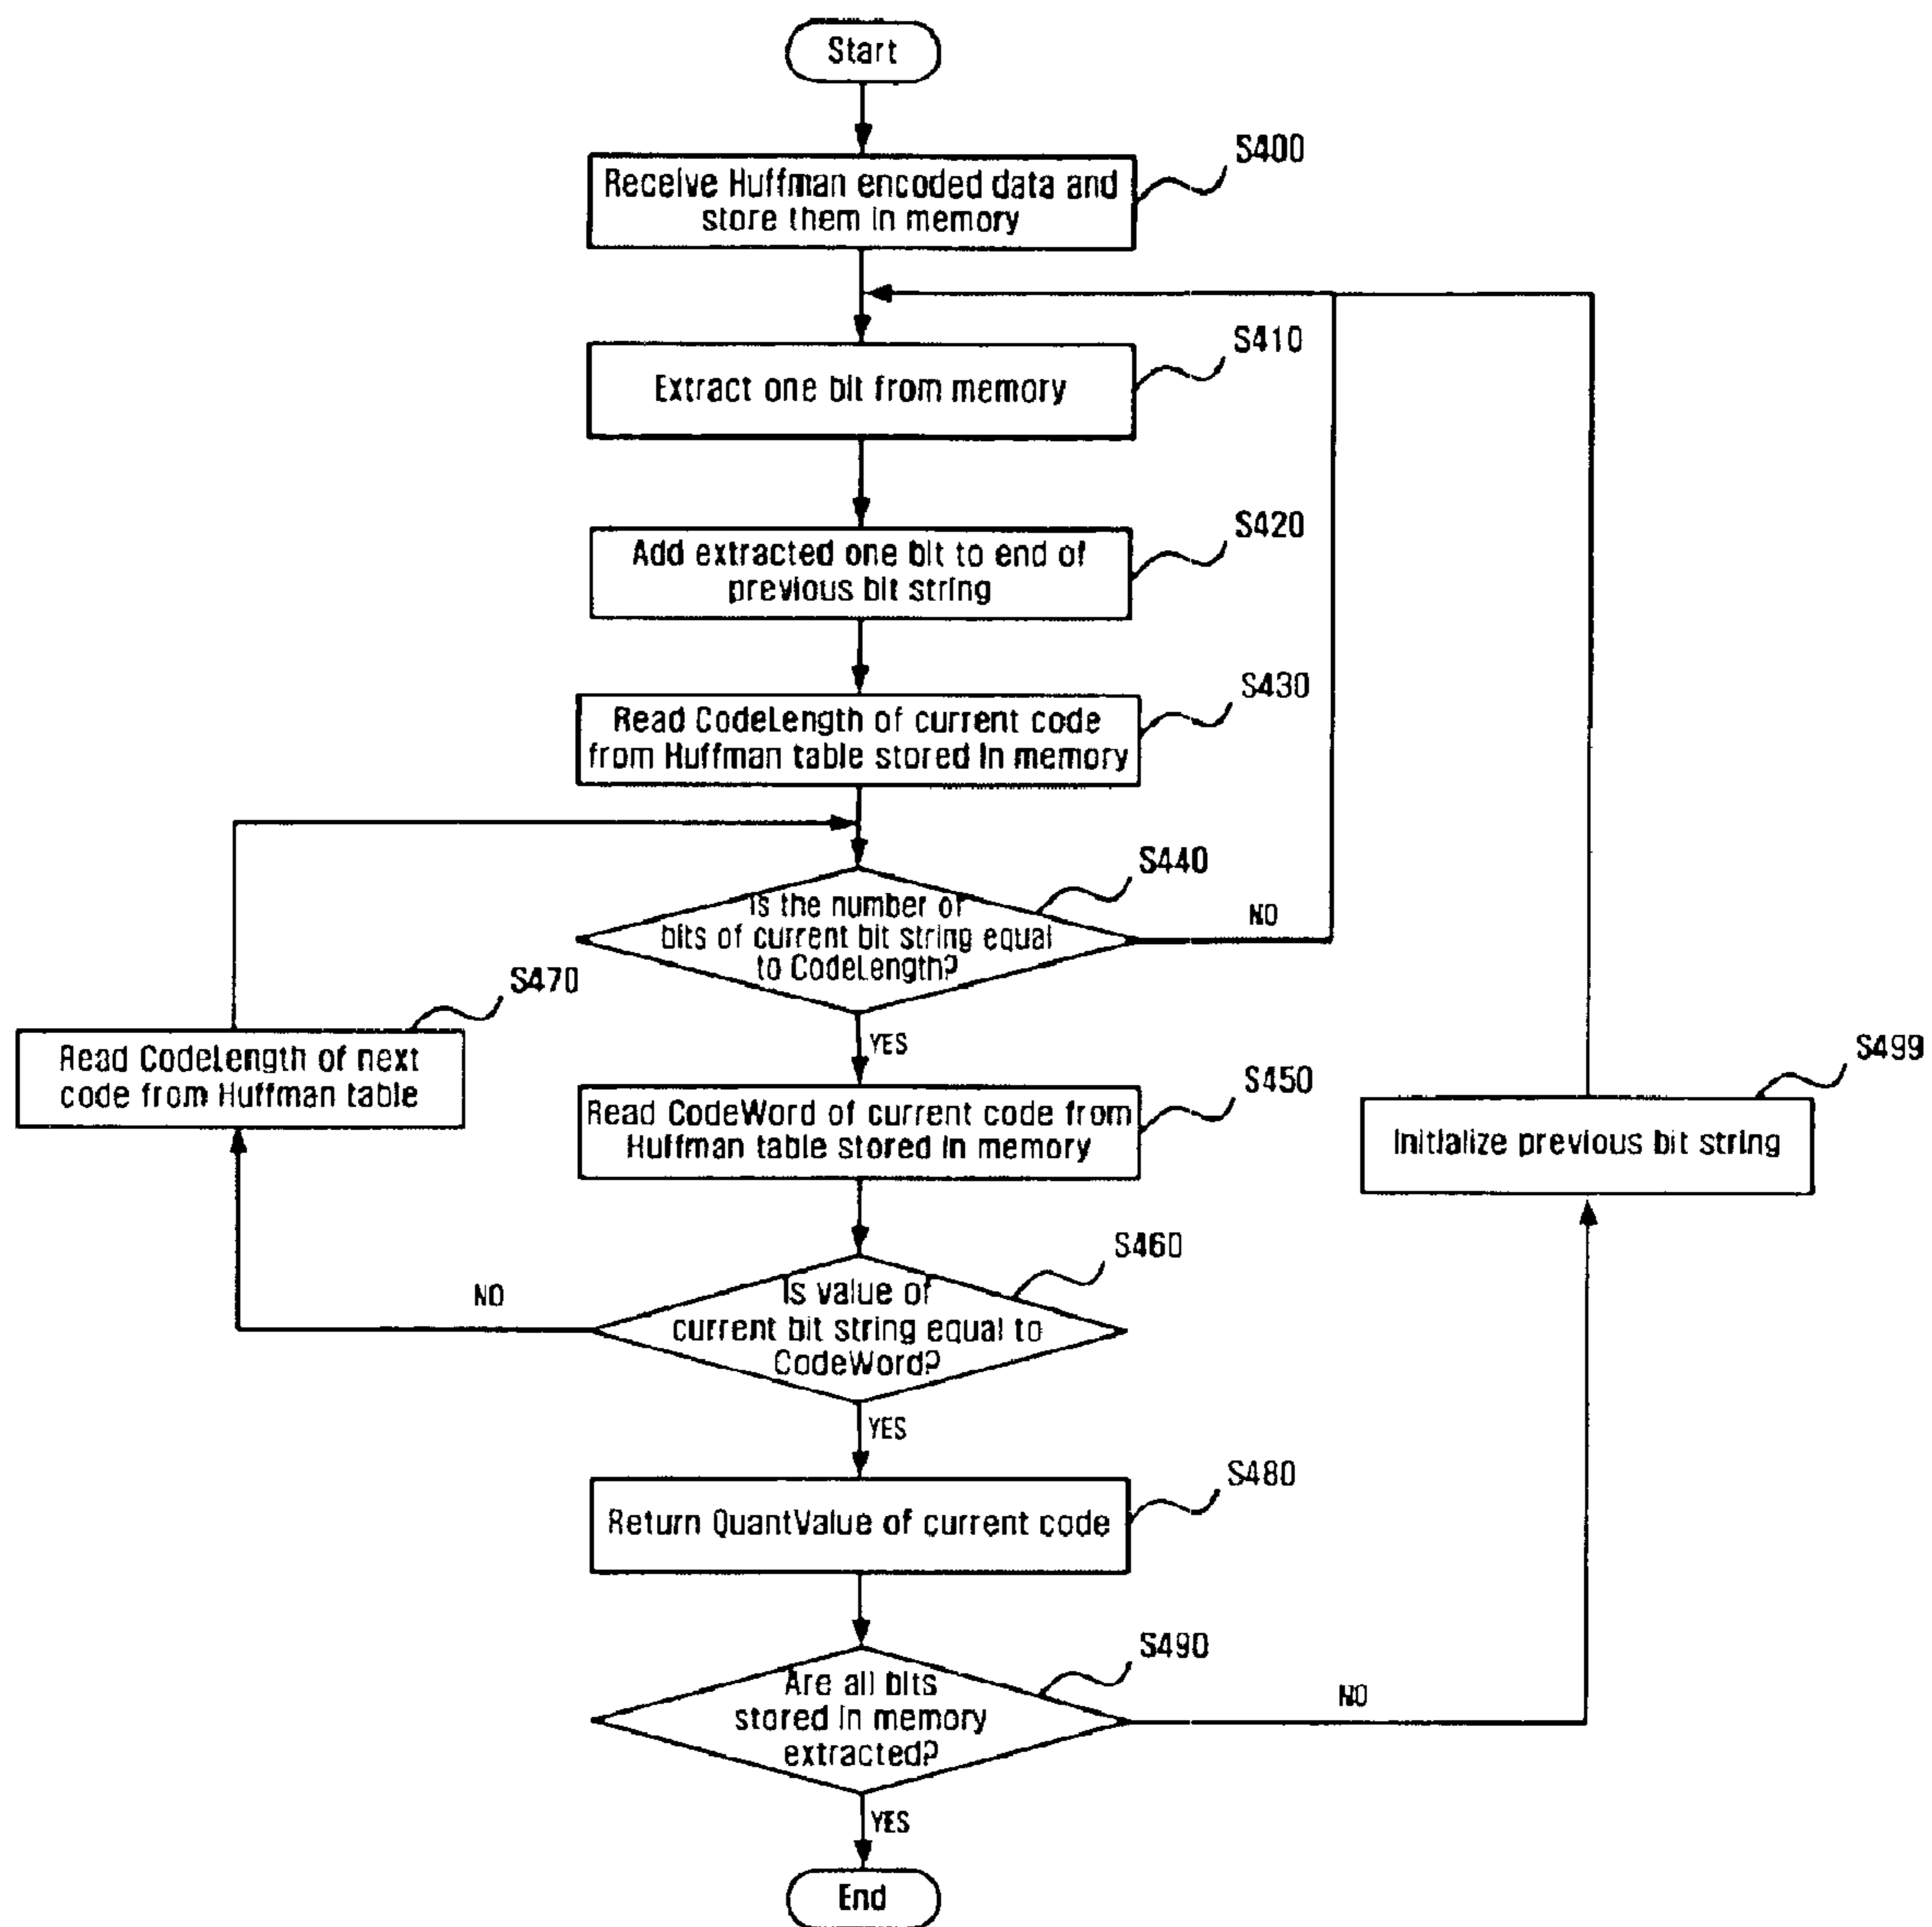 Start
S400
Receive Huffman encoded data and
store them in memory
S410
Extract one bit from memory
S420
Add extracted one bit to end of
previous bit string
S430
Read CodeLength of current code
from Huffman table stored in memory
S440
Is the number of
bits of current bit string equal
to CodeLength?
NO
YES
S470
Read CodeLength of next
code from Huffman table
S450
Read CodeWord of current code from
Huffman table stored in memory
S499
Initialize previous bit string
S460
Is value of
current bit string equal to
CodeWord?
NO
YES
S480
Return QuantValue of current code
S490
Are all bits
stored in memory
extracted?
NO
YES
End